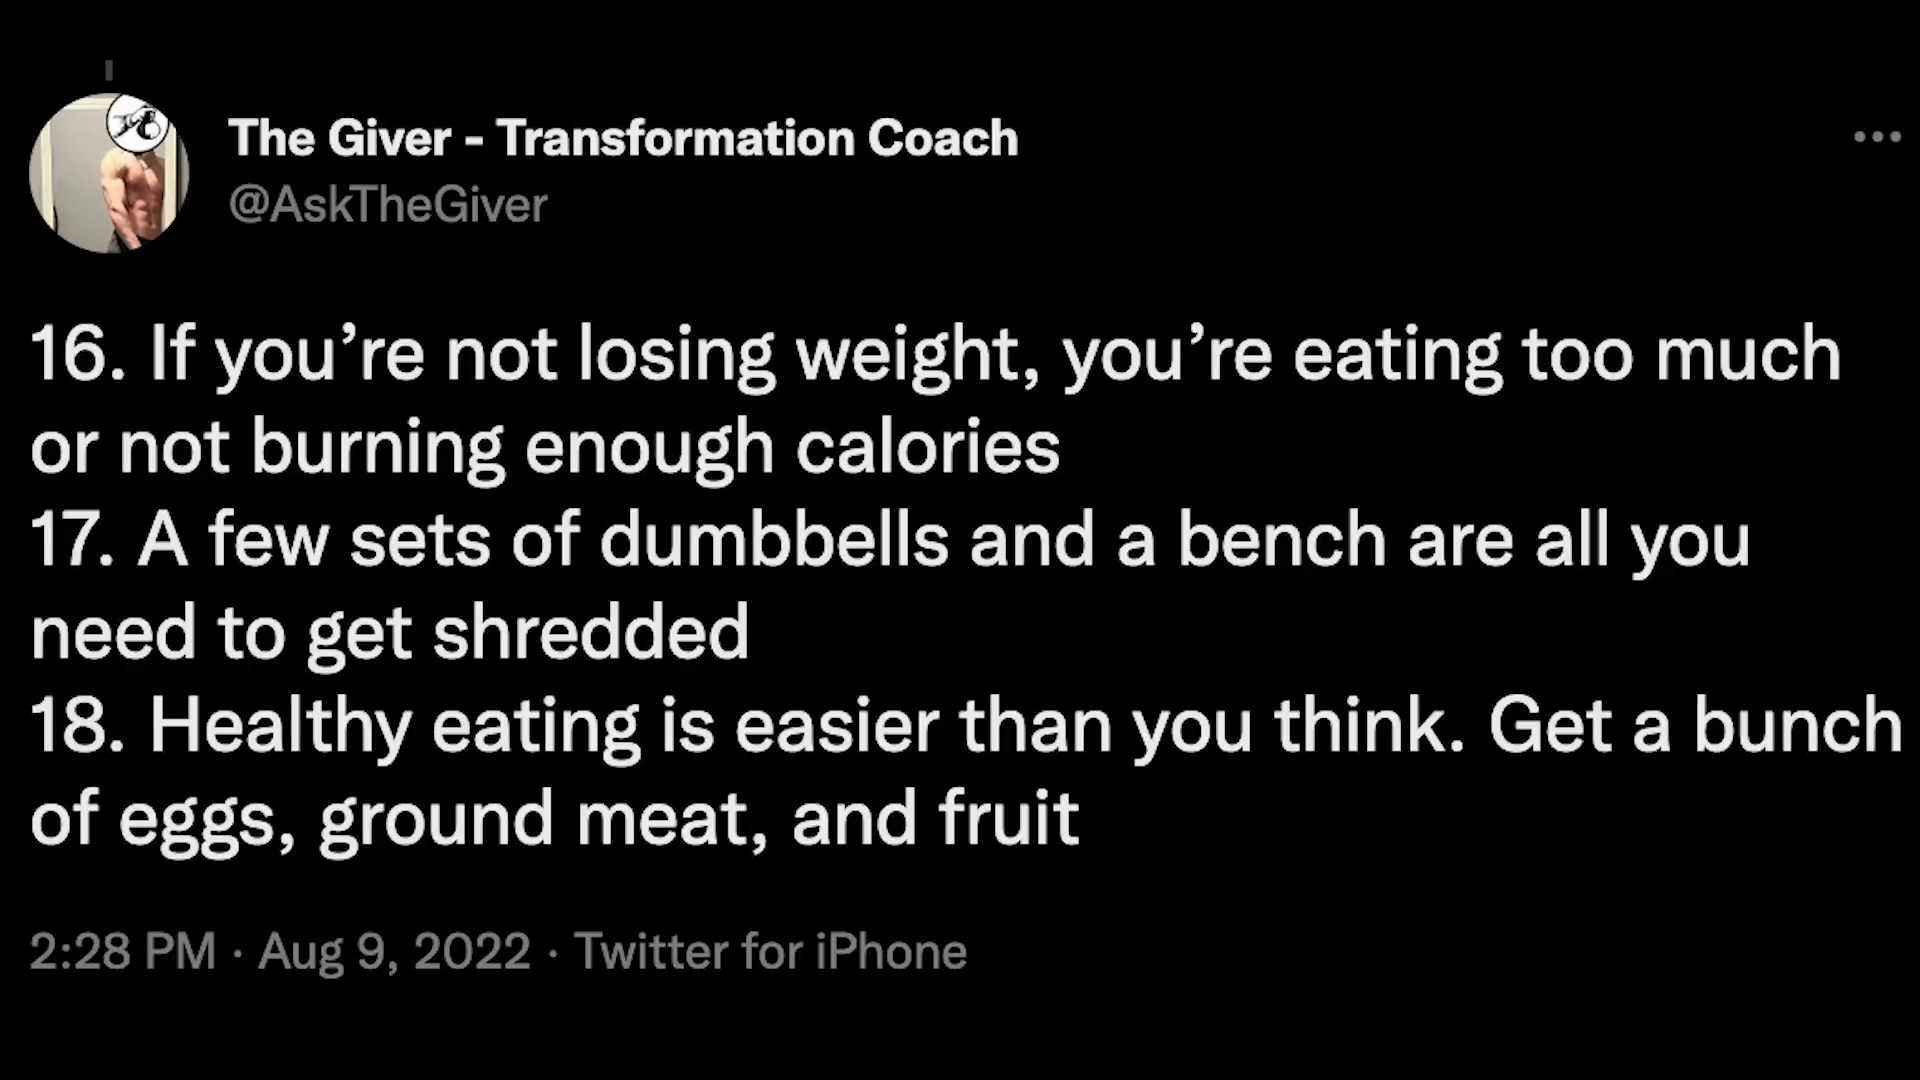 The Giver - Transformation Coach
@AskTheGiver
16. If you’re not losing weight, you’re eating too much
or not burning enough calories
17. A few sets of dumbbells and a bench are all you
need to get shredded
18. Healthy eating is easier than you think. Get a bunch
of eggs, ground meat, and fruit
2:28 PM · Aug 9, 2022 · Twitter for iPhone